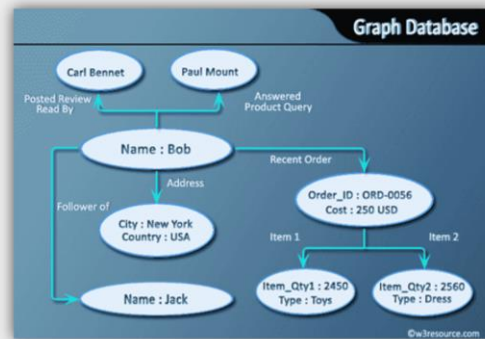 Graph Database
Carl Bennet
Paul Mount
Posted Review
Read By
Answered
Product Query
Name : Bob
Recent Order
Address
Follower of
Order_ID : ORD-0056
Cost : 250 USD
City : New York
Country : USA
Item 1
Item 2
Name : Jack
Item_Qty1 : 2450
Type : Toys
Item_Qty2 : 2560
Type : Dress
©w3resource.com